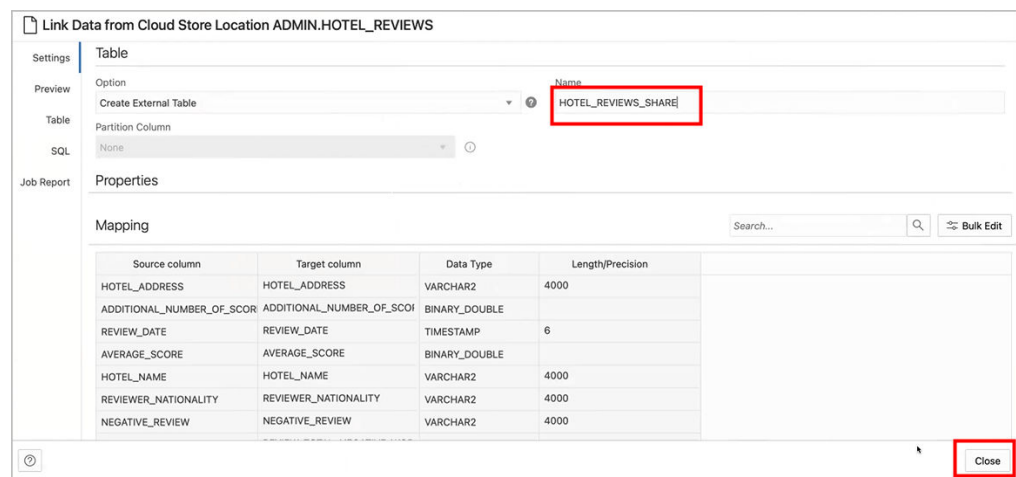 Link Data from Cloud Store Location ADMIN.HOTEL_REVIEWS
Settings
Preview
Table
SQL
Job Report
Table
Option
Name
Create External Table
HOTEL_REVIEWS_SHARE
Partition Column
None
Properties
Mapping
Search...
Bulk Edit
Source column Target column Data Type Length/Precision
HOTEL_ADDRESS HOTEL_ADDRESS VARCHAR2 4000
ADDITIONAL_NUMBER_OF_SCOR ADDITIONAL_NUMBER_OF_SCOF BINARY_DOUBLE
REVIEW_DATE REVIEW_DATE TIMESTAMP 6
AVERAGE_SCORE AVERAGE_SCORE BINARY_DOUBLE
HOTEL_NAME HOTEL_NAME VARCHAR2 4000
REVIEWER_NATIONALITY REVIEWER_NATIONALITY VARCHAR2 4000
NEGATIVE_REVIEW NEGATIVE_REVIEW VARCHAR2 4000
Close